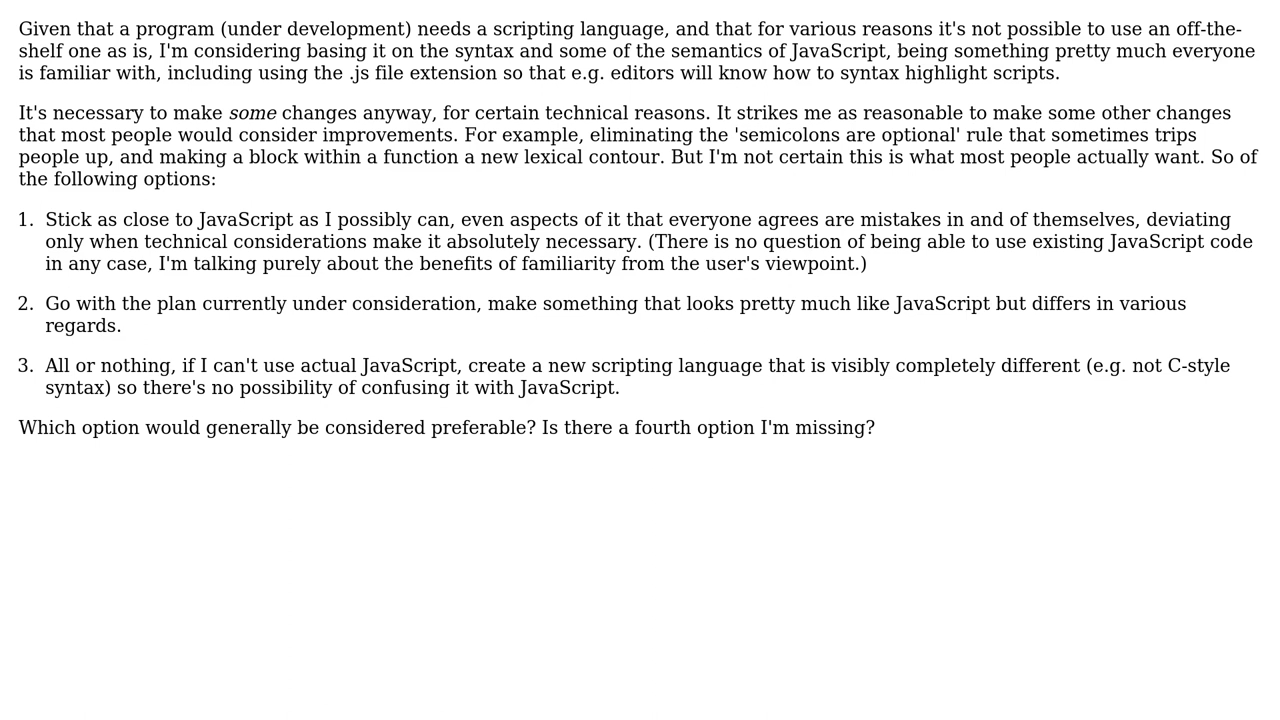 Given that a program (under development) needs a scripting language, and that for various reasons it's not possible to use an off-the-
shelf one as is, I'm considering basing it on the syntax and some of the semantics of JavaScript, being something pretty much everyone
is familiar with, including using the .js file extension so that e.g. editors will know how to syntax highlight scripts.
It's necessary to make some changes anyway, for certain technical reasons. It strikes me as reasonable to make some other changes
that most people would consider improvements. For example, eliminating the 'semicolons are optional' rule that sometimes trips
people up, and making a block within a function a new lexical contour. But I'm not certain this is what most people actually want. So of
the following options:
1. Stick as close to JavaScript as I possibly can, even aspects of it that everyone agrees are mistakes in and of themselves, deviating
only when technical considerations make it absolutely necessary. (There is no question of being able to use existing JavaScript code
in any case, I'm talking purely about the benefits of familiarity from the user's viewpoint.)
2. Go with the plan currently under consideration, make something that looks pretty much like JavaScript but differs in various
regards.
3. All or nothing, if I can't use actual JavaScript, create a new scripting language that is visibly completely different (e.g. not C-style
syntax) so there's no possibility of confusing it with JavaScript.
Which option would generally be considered preferable? Is there a fourth option I'm missing?